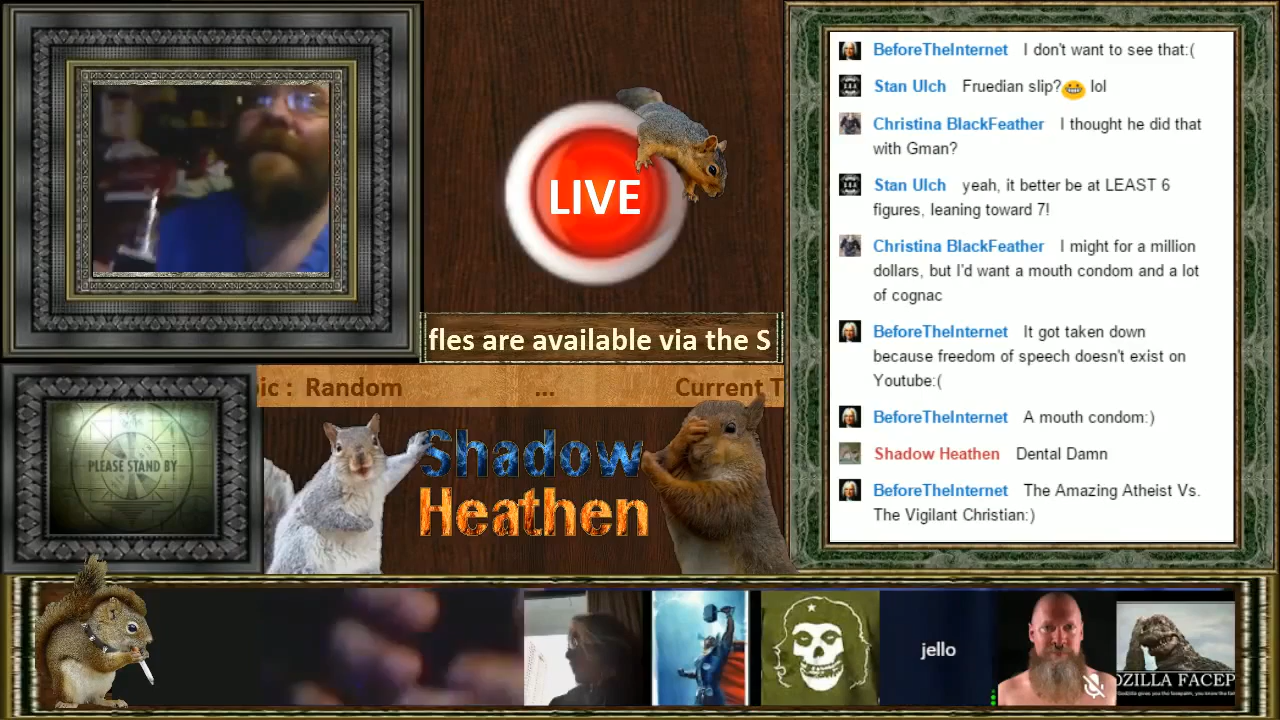 LIVE
fles are available via the S
ic : Random ... Current T
PLEASE STAND BY
Shadow
Heathen
BeforeTheInternet I don't want to see that:(
Stan Ulch Fruedian slip? lol
Christina BlackFeather I thought he did that
with Gman?
Stan Ulch yeah, it better be at LEAST 6
figures, leaning toward 7!
Christina BlackFeather I might for a million
dollars, but I'd want a mouth condom and a lot
of cognac
BeforeTheInternet It got taken down
because freedom of speech doesn't exist on
Youtube:(
BeforeTheInternet A mouth condom:)
Shadow Heathen Dental Damn
BeforeTheInternet The Amazing Atheist Vs.
The Vigilant Christian:)
jello
DZILLA FACEP